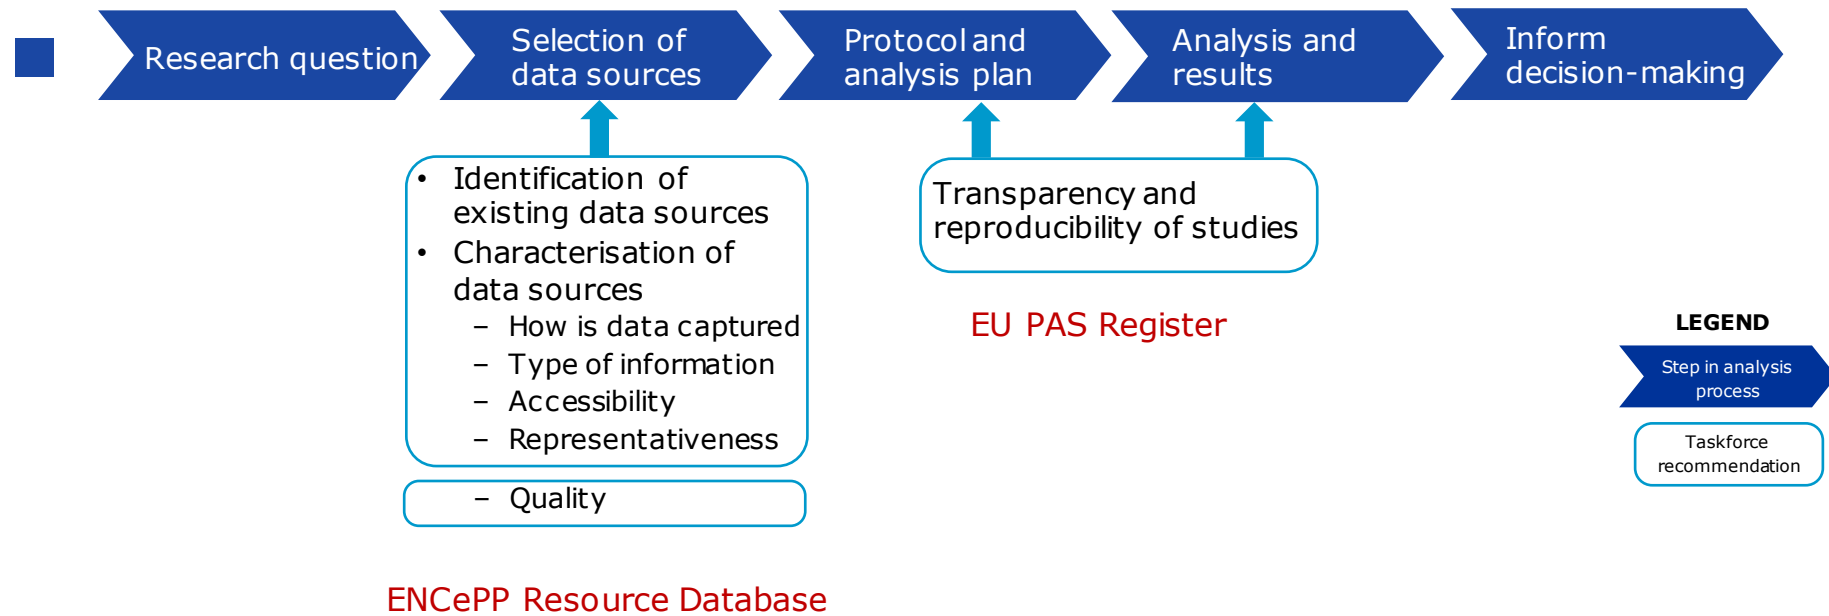 Research question
Selection of
data sources
Protocol and
analysis plan
Analysis and
results
Inform
decision-making
• Identification of
existing data sources
• Characterisation of
data sources
– How is data captured
– Type of information
– Accessibility
– Representativeness
– Quality
ENCePP Resource Database
Transparency and
reproducibility of studies
EU PAS Register
LEGEND
Step in analysis
process
Taskforce
recommendation